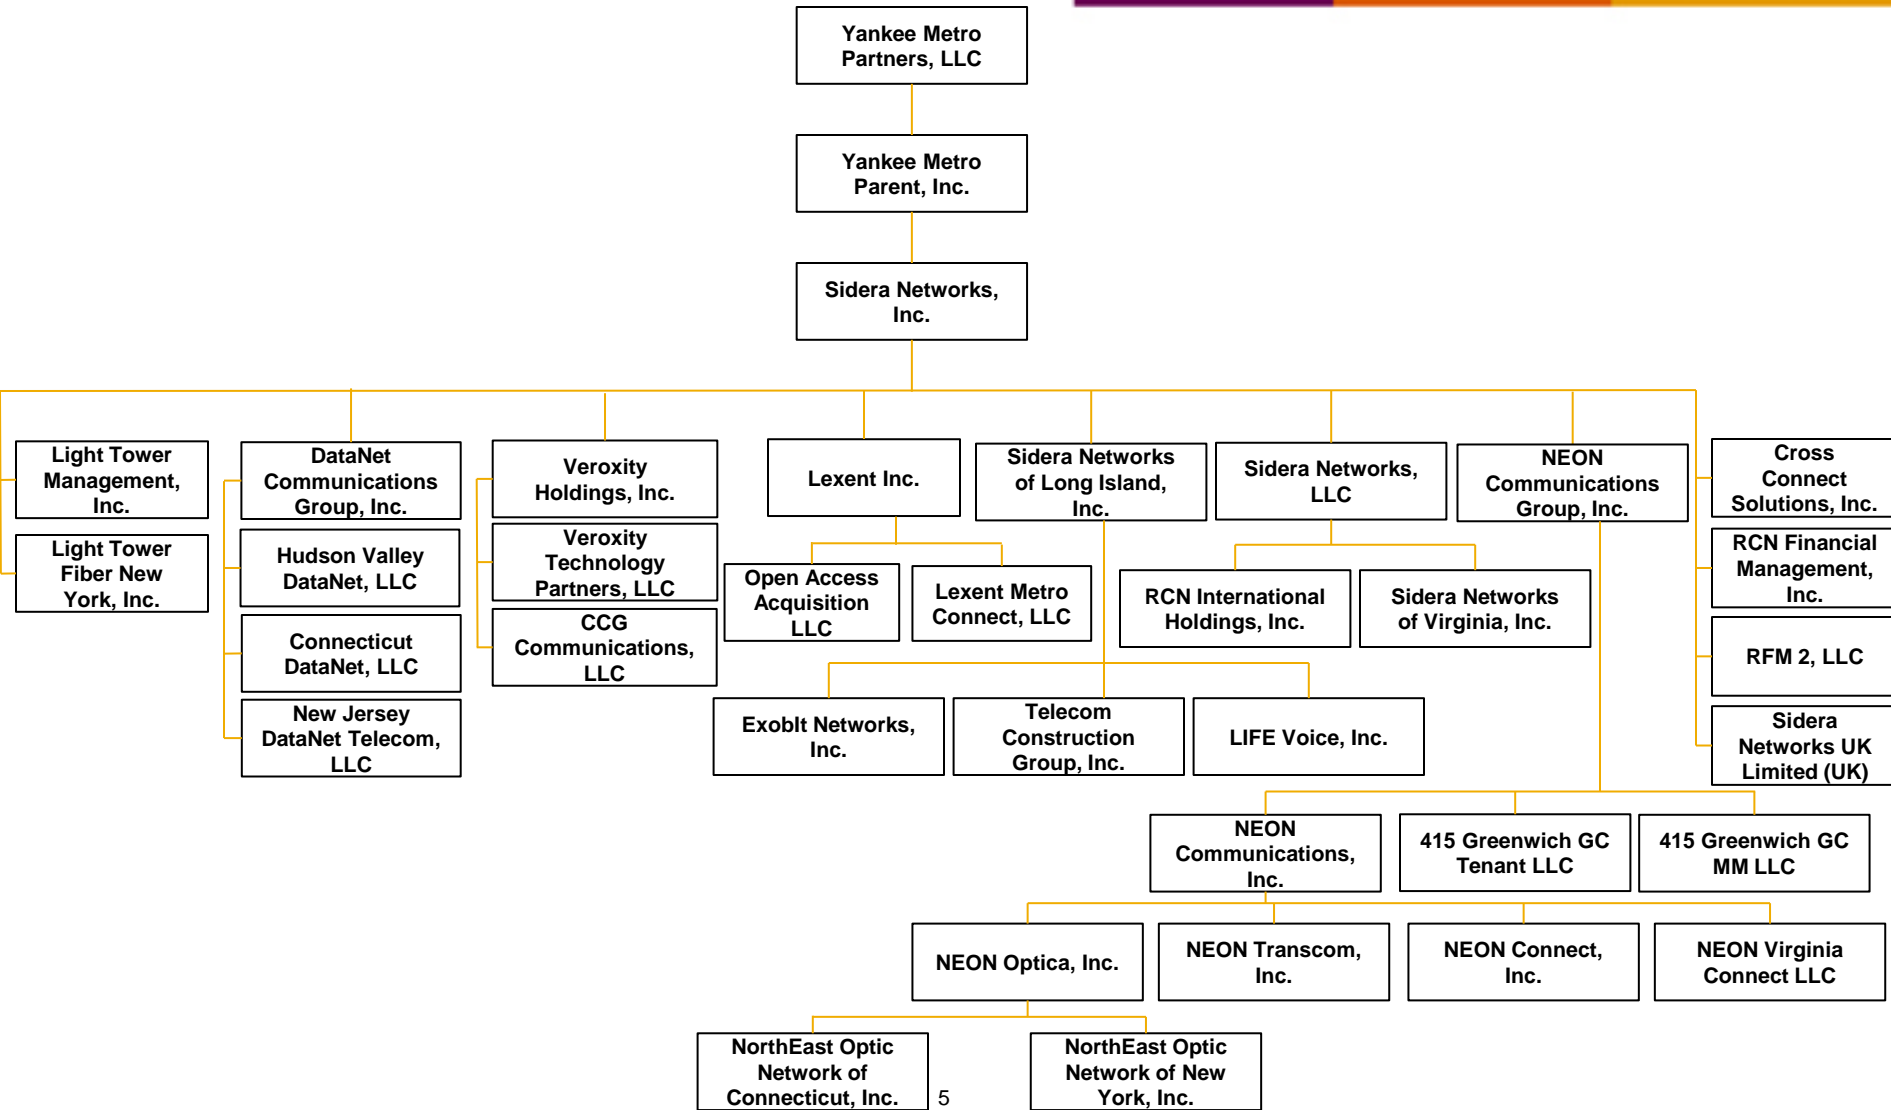 Yankee Metro
Partners, LLC
Yankee Metro
Parent, Inc.
Sidera Networks,
Inc.
Light Tower
Management,
Inc.
Light Tower
Fiber New
York, Inc.
DataNet
Communications
Group, Inc.
Hudson Valley
DataNet, LLC
Connecticut
DataNet, LLC
New Jersey
DataNet Telecom,
LLC
Veroxity
Holdings, Inc.
Veroxity
Technology
Partners, LLC
CCG
Communications,
LLC
Lexent Inc.
Open Access
Acquisition
LLC
Lexent Metro
Connect, LLC
Sidera Networks
of Long Island,
Inc.
Exoblt Networks,
Inc.
Telecom
Construction
Group, Inc.
LIFE Voice, Inc.
Sidera Networks,
LLC
RCN International
Holdings, Inc.
Sidera Networks
of Virginia, Inc.
NEON
Communications
Group, Inc.
Cross
Connect
Solutions, Inc.
RCN Financial
Management,
Inc.
RFM 2, LLC
Sidera
Networks UK
Limited (UK)
NEON
Communications,
Inc.
415 Greenwich GC
Tenant LLC
415 Greenwich GC
MM LLC
NEON Optica, Inc.
NEON Transcom,
Inc.
NEON Connect,
Inc.
NEON Virginia
Connect LLC
NorthEast Optic
Network of
Connecticut, Inc.
NorthEast Optic
Network of New
York, Inc.
5